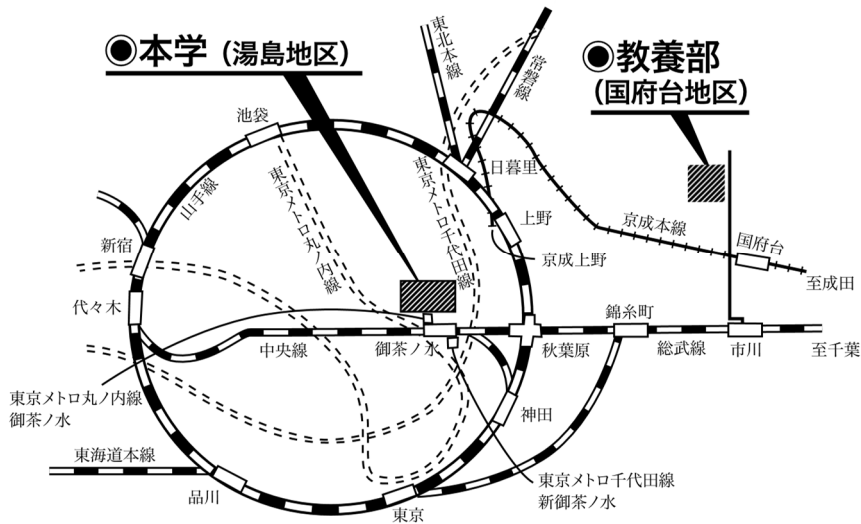 ◉本学（湯島地区）
◉教養部
（国府台地区）
東北本線
常磐線
池袋
山手線
東京メトロ丸ノ内線
東京メトロ千代田線
日暮里
上野
京成上野
京成本線
国府台
至成田
新宿
代々木
中央線
御茶ノ水
秋葉原
錦糸町
総武線
市川
至千葉
東京メトロ丸ノ内線
御茶ノ水
神田
東海道本線
品川
東京
東京メトロ千代田線
新御茶ノ水